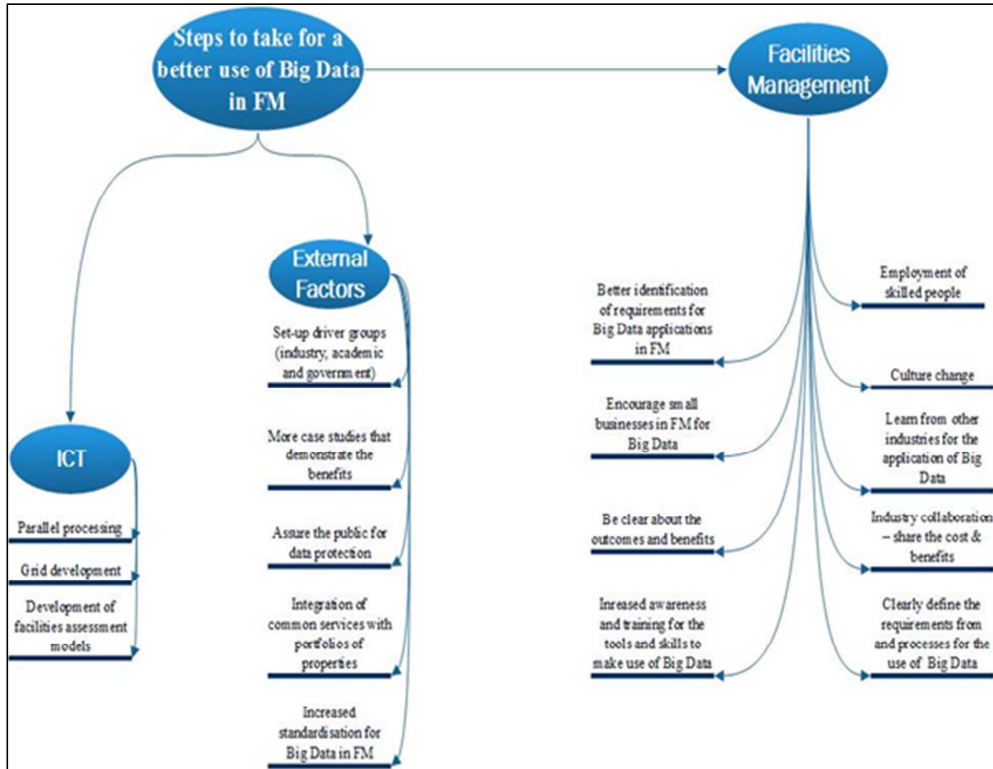 Steps to take for a
better use of Big Data
in FM
Facilities
Management
External
Factors
Set-up driver groups
(industry, academic
and government)
More case studies that
demonstrate the
benefits
Assure the public for
data protection
Integration of
common services with
portfolios of
properties
Increased
standardisation for
Big Data in FM
ICT
Parallel processing
Grid development
Development of
facilities assessment
models
Better identification
of requirements for
Big Data applications
in FM
Encourage small
businesses in FM for
Big Data
Be clear about the
outcomes and benefits
Inreased awareness
and training for the
tools and skills to
make use of Big Data
Employment of
skilled people
Culture change
Learn from other
industries for the
application of Big
Data
Industry collaboration
– share the cost &
benefits
Clearly define the
requirements from
and processes for the
use of Big Data